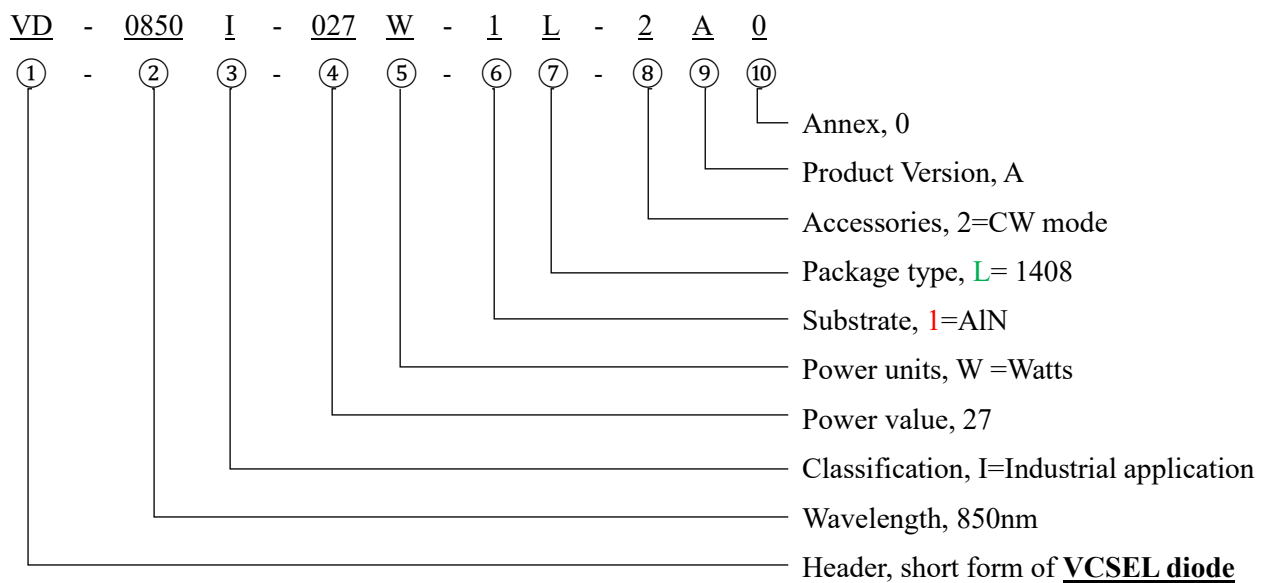 VD - 0850 I - 027 W - 1 L - 2 A 0
① - ② ③ - ④ ⑤ - ⑥ ⑦ - ⑧ ⑨ ⑩
Annex, 0
Product Version, A
Accessories, 2=CW mode
Package type, L= 1408
Substrate, 1=AlN
Power units, W =Watts
Power value, 27
Classification, I=Industrial application
Wavelength, 850nm
Header, short form of VCSEL diode